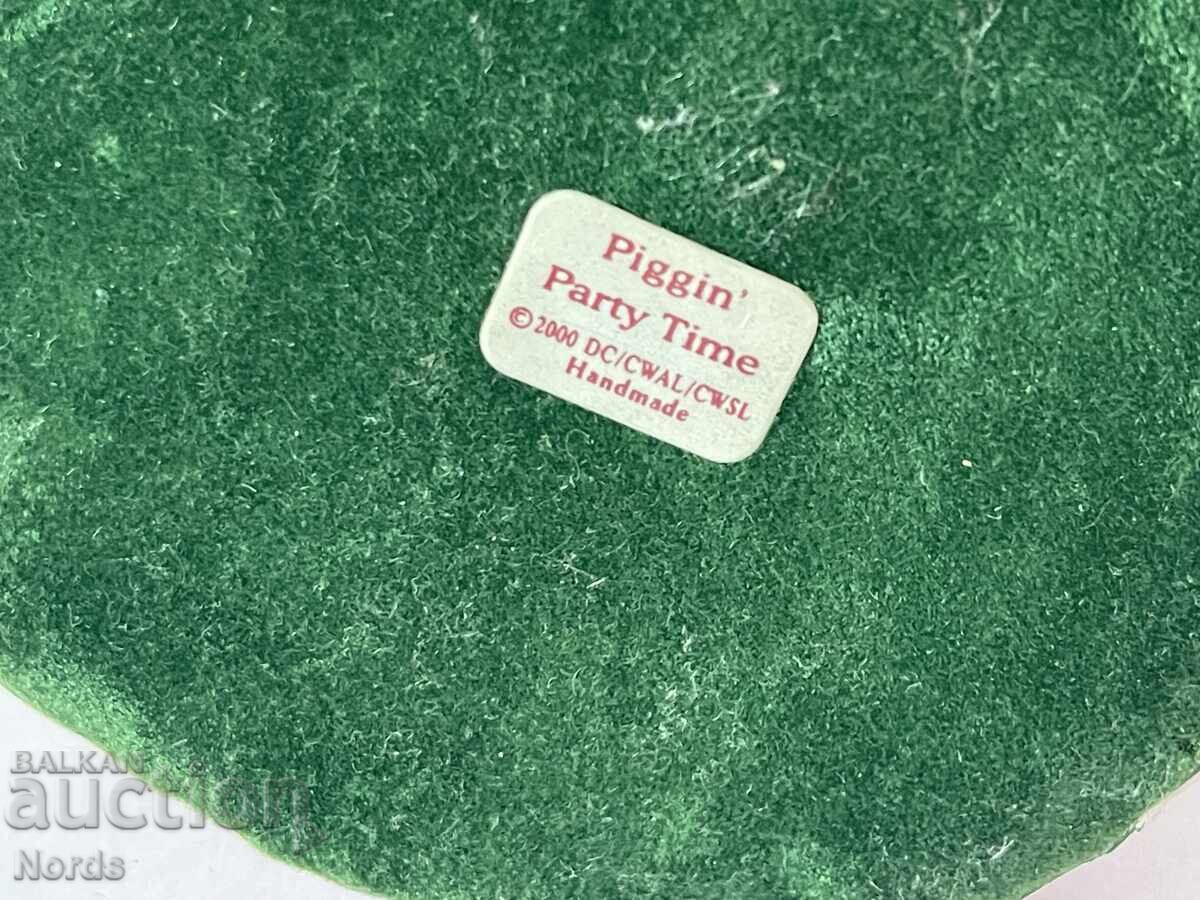 Piggin'
Party Time
©2000 DC/CWAL/CWSL
Handmade
BALKAN
auction
Nords